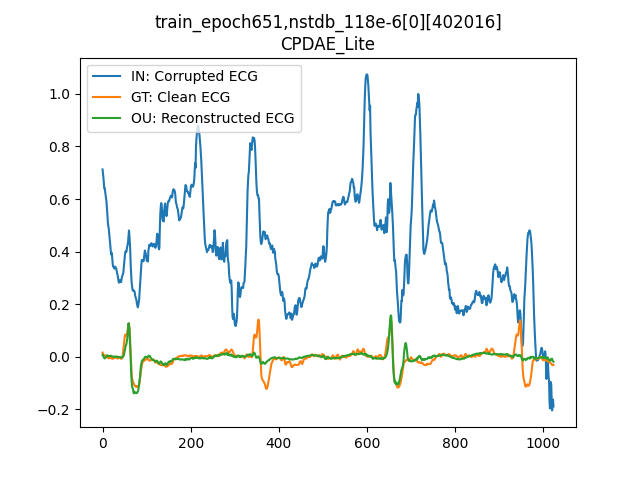 train_epoch651,nstdb_118e-6[0][402016]
CPDAE_Lite
IN: Corrupted ECG
GT: Clean ECG
OU: Reconstructed ECG
1.0
0.8
0.6
0.4
0.2
0.0
−0.2
0 200 400 600 800 1000